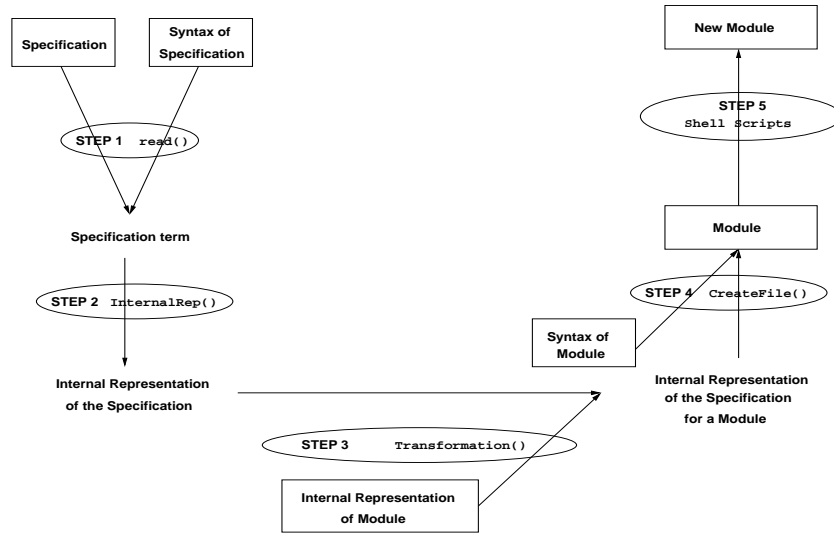 Specification
Syntax of
Specification
STEP 1 read()
Specification term
STEP 2 InternalRep()
Internal Representation
of the Specification
STEP 3 Transformation()
Internal Representation
of Module
New Module
STEP 5
Shell Scripts
Module
STEP 4 CreateFile()
Syntax of
Module
Internal Representation
of the Specification
for a Module